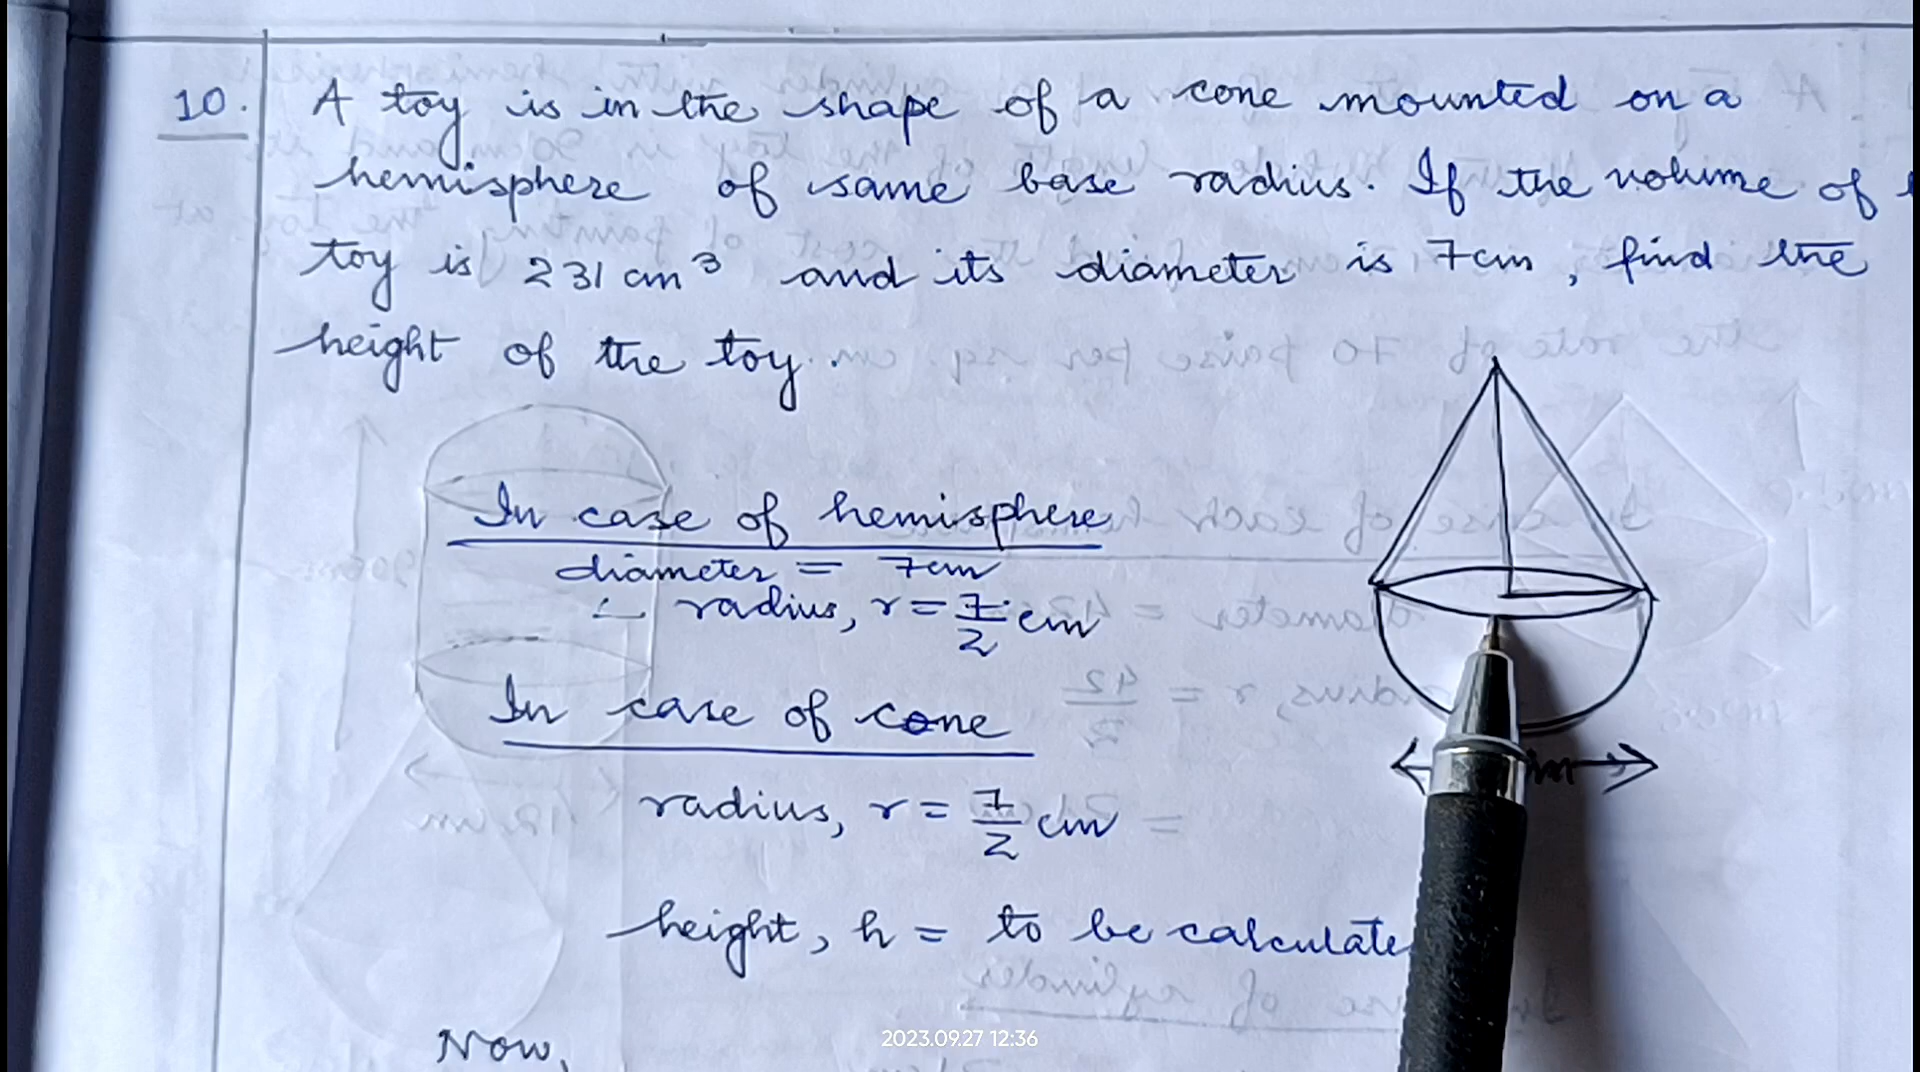 10. A toy is in the shape of a cone mounted on a
hemisphere of same base radius. If the volume of
toy is 231 cm³ and its diameter is 7cm, find the
height of the toy.
In case of hemisphere
diameter = 7cm
radius, r = 7/2 cm
In case of cone
radius, r = 7/2 cm
height, h = to be calculate
Now,
2023.09.27 12:36